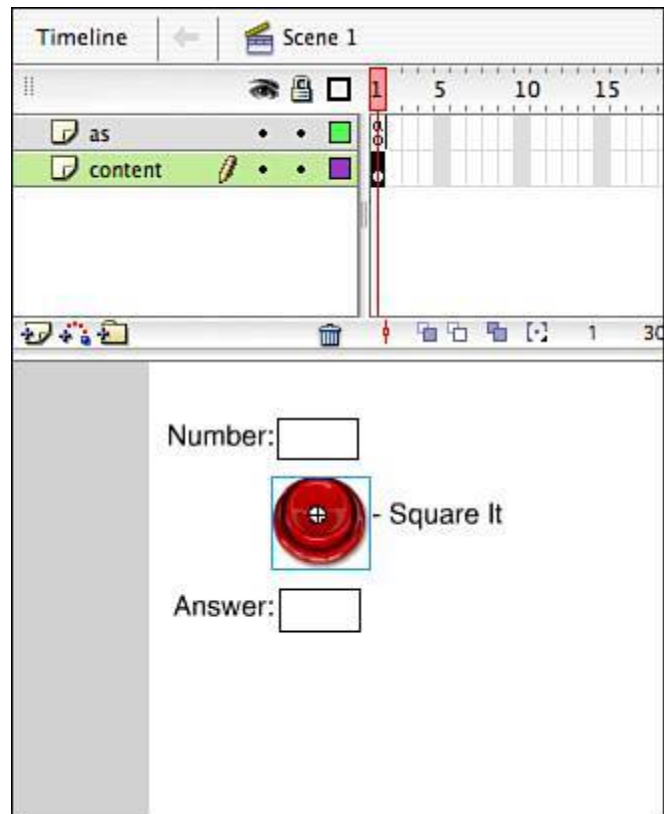 Timeline Scene 1
1 5 10 15
as
content
1 30
Number:
- Square It
Answer: